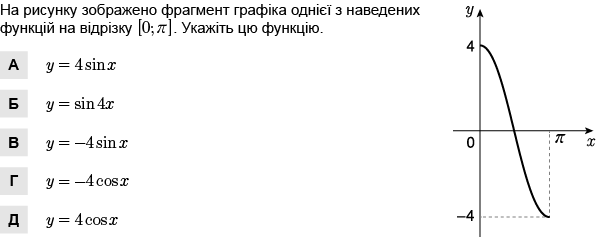 На рисунку зображено фрагмент графіка однієї з наведених
функцій на відрізку [0; π]. Укажіть цю функцію.
А y = 4 sin x
Б y = sin 4x
В y = −4 sin x
Г y = −4 cos x
Д y = 4 cos x
y
4
0
π
x
−4